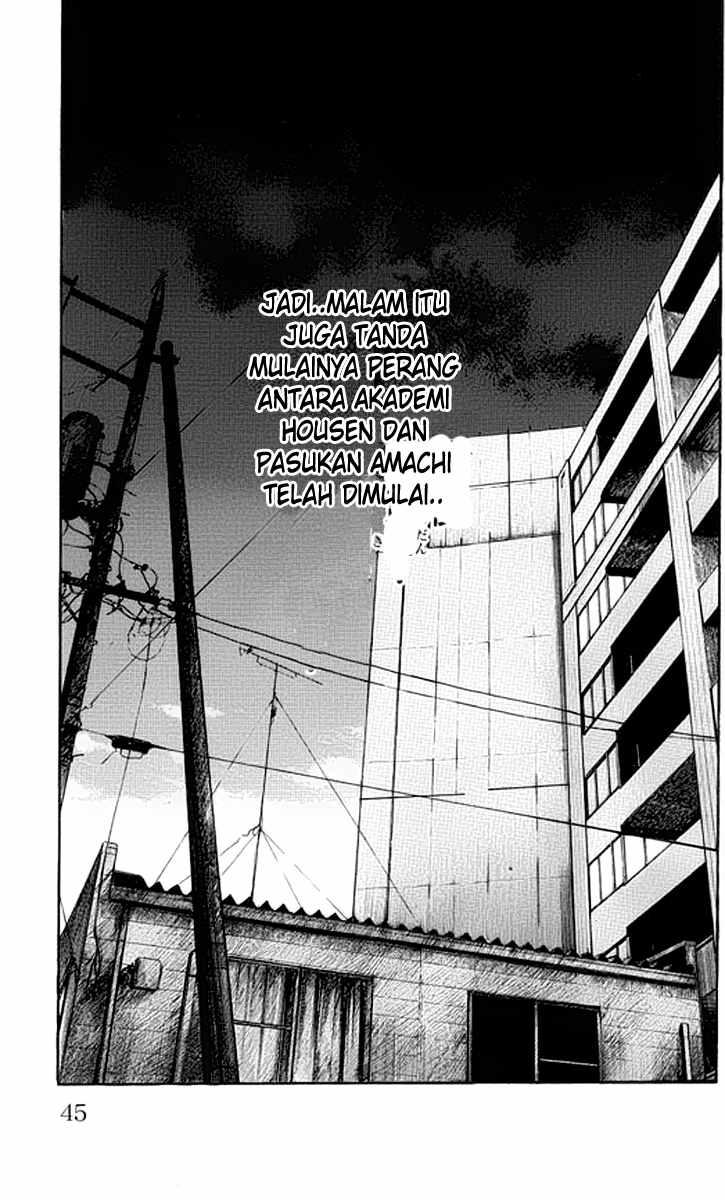 JADI..MALAM ITU
JUGA TANDA
MULAINYA PERANG
ANTARA AKADEMI
HOUSEN DAN
PASUKAN AMACHI
TELAH DIMULAI..
45